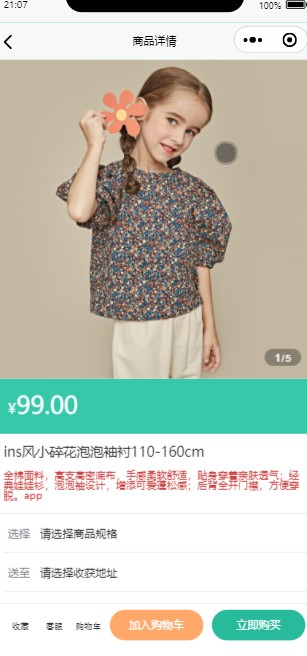 21:07
100%
商品详情
1/5
¥99.00
ins风小碎花泡泡袖衬110-160cm
全棉面料，高支高密底布，手感柔软舒适，贴身穿着亲肤透气；经
典娃娃衫，泡泡袖设计，增添可爱蓬松感；后背全开门襟，方便穿
脱。app
选择 请选择商品规格
送至 请选择收获地址
收藏 客服 购物车 加入购物车 立即购买